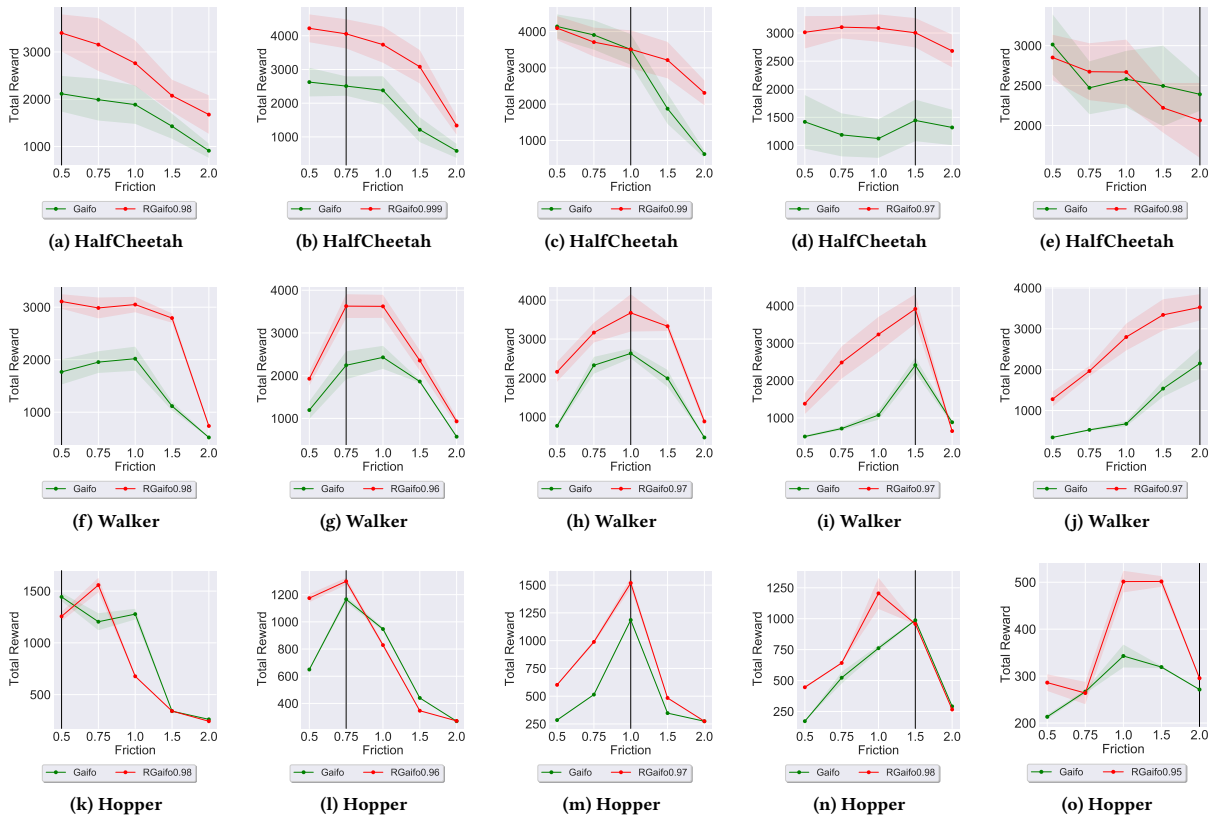 Total Reward
3000
2000
1000
0.5 0.75 1.0 1.5 2.0
Friction
Gaifo RGaifo0.98
(a) HalfCheetah
Total Reward
4000
3000
2000
1000
0.5 0.75 1.0 1.5 2.0
Friction
Gaifo RGaifo0.999
(b) HalfCheetah
Total Reward
4000
3000
2000
1000
0.5 0.75 1.0 1.5 2.0
Friction
Gaifo RGaifo0.99
(c) HalfCheetah
Total Reward
3000
2500
2000
1500
1000
0.5 0.75 1.0 1.5 2.0
Friction
Gaifo RGaifo0.97
(d) HalfCheetah
Total Reward
3000
2500
2000
0.5 0.75 1.0 1.5 2.0
Friction
Gaifo RGaifo0.98
(e) HalfCheetah
Total Reward
3000
2000
1000
0.5 0.75 1.0 1.5 2.0
Friction
Gaifo RGaifo0.98
(f) Walker
Total Reward
4000
3000
2000
1000
0.5 0.75 1.0 1.5 2.0
Friction
Gaifo RGaifo0.96
(g) Walker
Total Reward
4000
3000
2000
1000
0.5 0.75 1.0 1.5 2.0
Friction
Gaifo RGaifo0.97
(h) Walker
Total Reward
4000
3000
2000
1000
0.5 0.75 1.0 1.5 2.0
Friction
Gaifo RGaifo0.97
(i) Walker
Total Reward
4000
3000
2000
1000
0.5 0.75 1.0 1.5 2.0
Friction
Gaifo RGaifo0.97
(j) Walker
Total Reward
1500
1000
500
0.5 0.75 1.0 1.5 2.0
Friction
Gaifo RGaifo0.98
(k) Hopper
Total Reward
1200
1000
800
600
400
0.5 0.75 1.0 1.5 2.0
Friction
Gaifo RGaifo0.96
(l) Hopper
Total Reward
1500
1250
1000
750
500
250
0.5 0.75 1.0 1.5 2.0
Friction
Gaifo RGaifo0.97
(m) Hopper
Total Reward
1250
1000
750
500
250
0.5 0.75 1.0 1.5 2.0
Friction
Gaifo RGaifo0.98
(n) Hopper
Total Reward
500
400
300
200
0.5 0.75 1.0 1.5 2.0
Friction
Gaifo RGaifo0.95
(o) Hopper